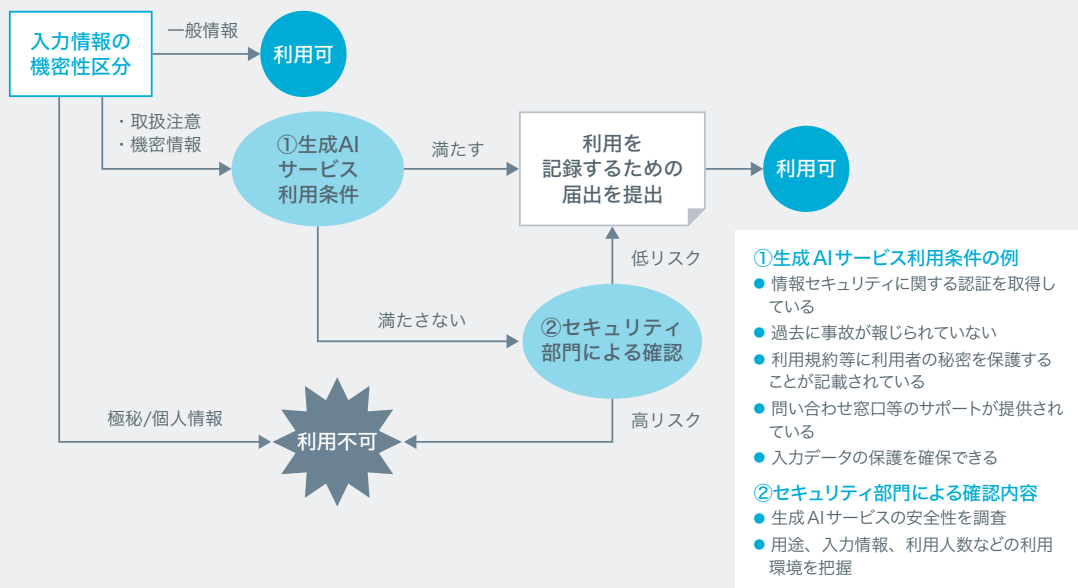 入力情報の
機密性区分
一般情報
利用可
・取扱注意
・機密情報
①生成AI
サービス
利用条件
満たす
利用を
記録するための
届出を提出
利用可
低リスク
満たさない
②セキュリティ
部門による確認
極秘/個人情報
利用不可
高リスク
①生成AIサービス利用条件の例
● 情報セキュリティに関する認証を取得し
ている
● 過去に事故が報じられていない
● 利用規約等に利用者の秘密を保護する
ことが記載されている
● 問い合わせ窓口等のサポートが提供され
ている
● 入力データの保護を確保できる
②セキュリティ部門による確認内容
● 生成AIサービスの安全性を調査
● 用途、入力情報、利用人数などの利用
環境を把握